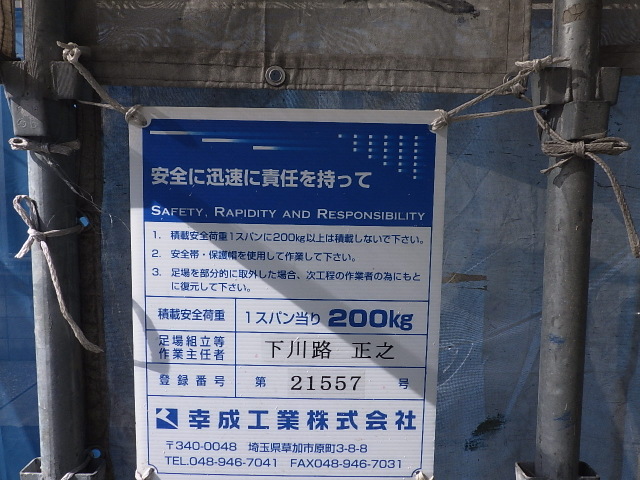 安全に迅速に責任を持って
SAFETY, RAPIDITY AND RESPONSIBILITY
1. 積載安全荷重1スパンに200kg以上は積載しないで下さい。
2. 安全帯・保護帽を使用して作業して下さい。
3. 足場を部分的に取外した場合、次工程の作業者の為にもと
に復元して下さい。
積載安全荷重 1スパン当り 200kg
足場組立等
作業主任者 下川路 正之
登録番号 第 21557 号
幸成工業株式会社
〒340-0048 埼玉県草加市原町3-8-8
TEL.048-946-7041 FAX048-946-7031